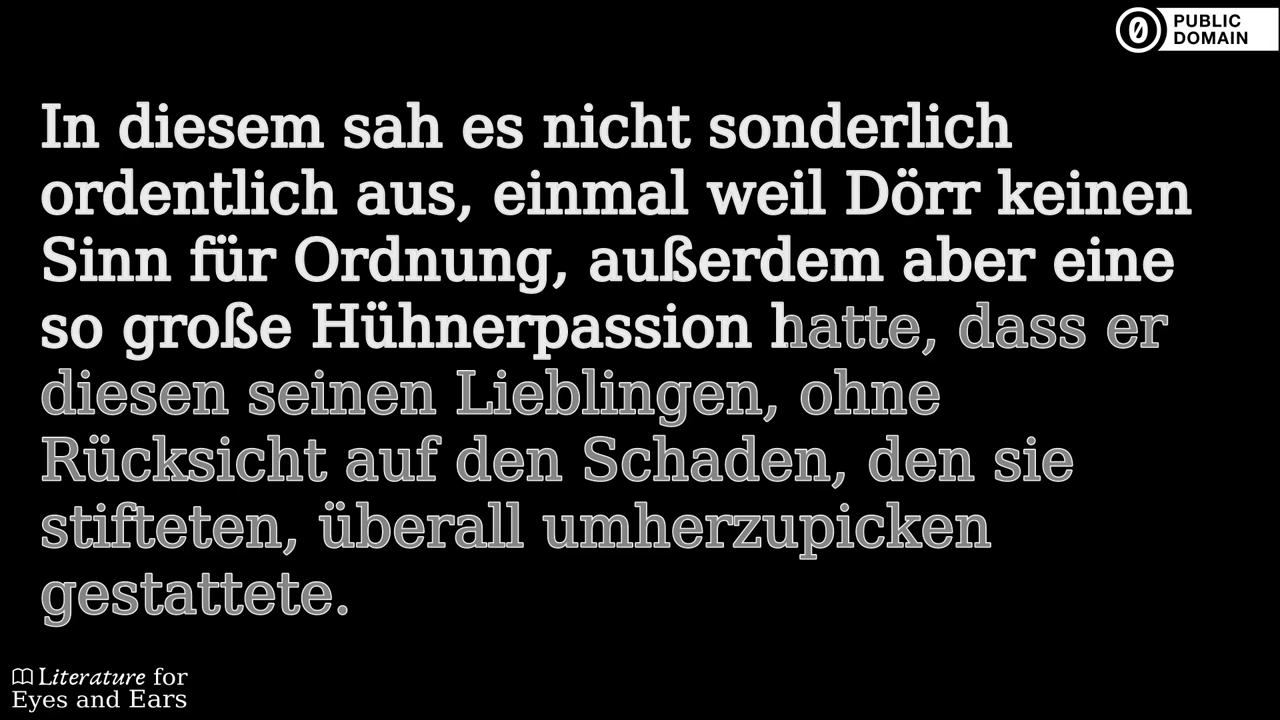 PUBLIC
DOMAIN
In diesem sah es nicht sonderlich
ordentlich aus, einmal weil Dörr keinen
Sinn für Ordnung, außerdem aber eine
so große Hühnerpassion hatte, dass er
diesen seinen Lieblingen, ohne
Rücksicht auf den Schaden, den sie
stifteten, überall umherzupicken
gestattete.
Literature for
Eyes and Ears